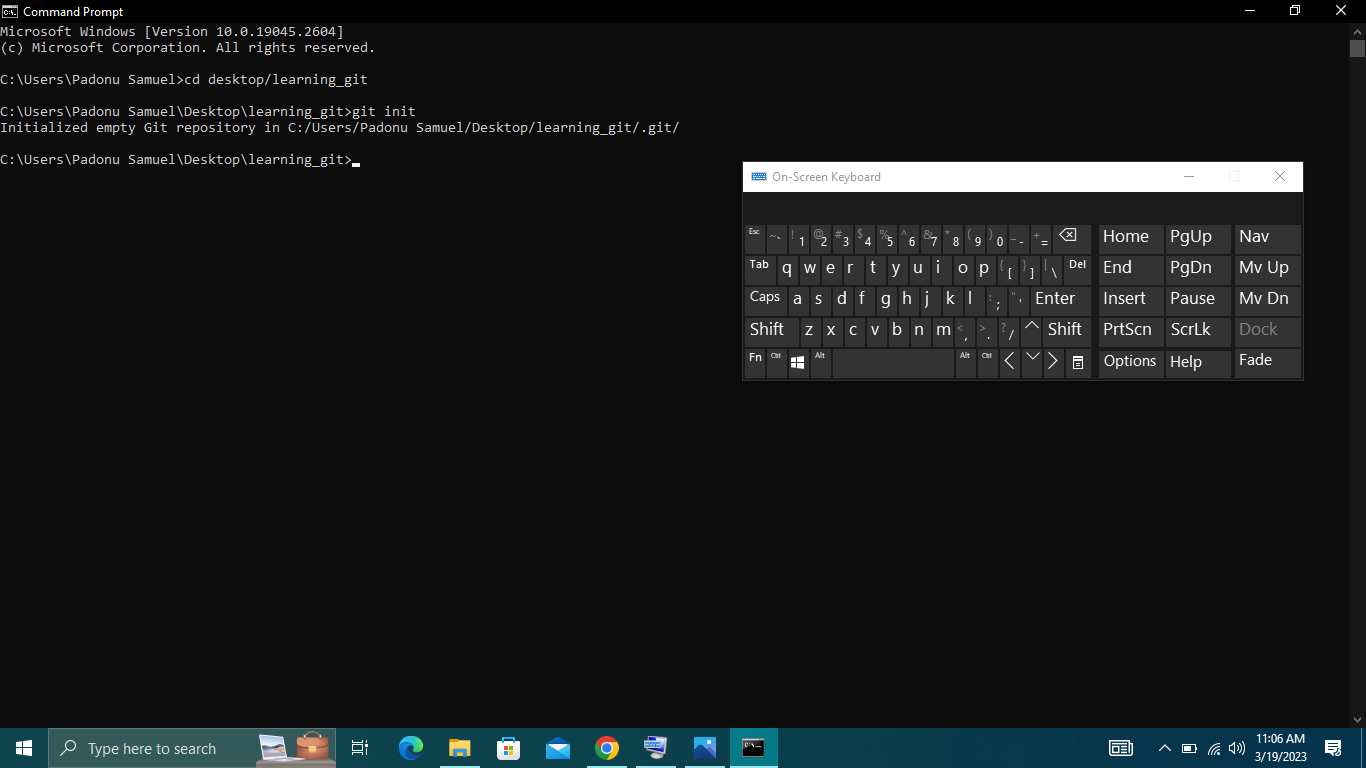 Command Prompt
Microsoft Windows [Version 10.0.19045.2604]
(c) Microsoft Corporation. All rights reserved.
C:\Users\Padonu Samuel>cd desktop/learning_git
C:\Users\Padonu Samuel\Desktop\learning_git>git init
Initialized empty Git repository in C:/Users/Padonu Samuel/Desktop/learning_git/.git/
C:\Users\Padonu Samuel\Desktop\learning_git>
On-Screen Keyboard
Esc ~ ` ! 1 @ 2 # 3 $ 4 % 5 ^ 6 & 7 * 8 ( 9 ) 0 _ - + = Home PgUp Nav
Tab q w e r t y u i o p { [ } ] | \ Del End PgDn Mv Up
Caps a s d f g h j k l : ; " ' Enter Insert Pause Mv Dn
Shift z x c v b n m < , > . ? / Shift PrtScn ScrLk Dock
Fn Ctrl Alt Alt Ctrl Options Help Fade
Type here to search
11:06 AM
3/19/2023